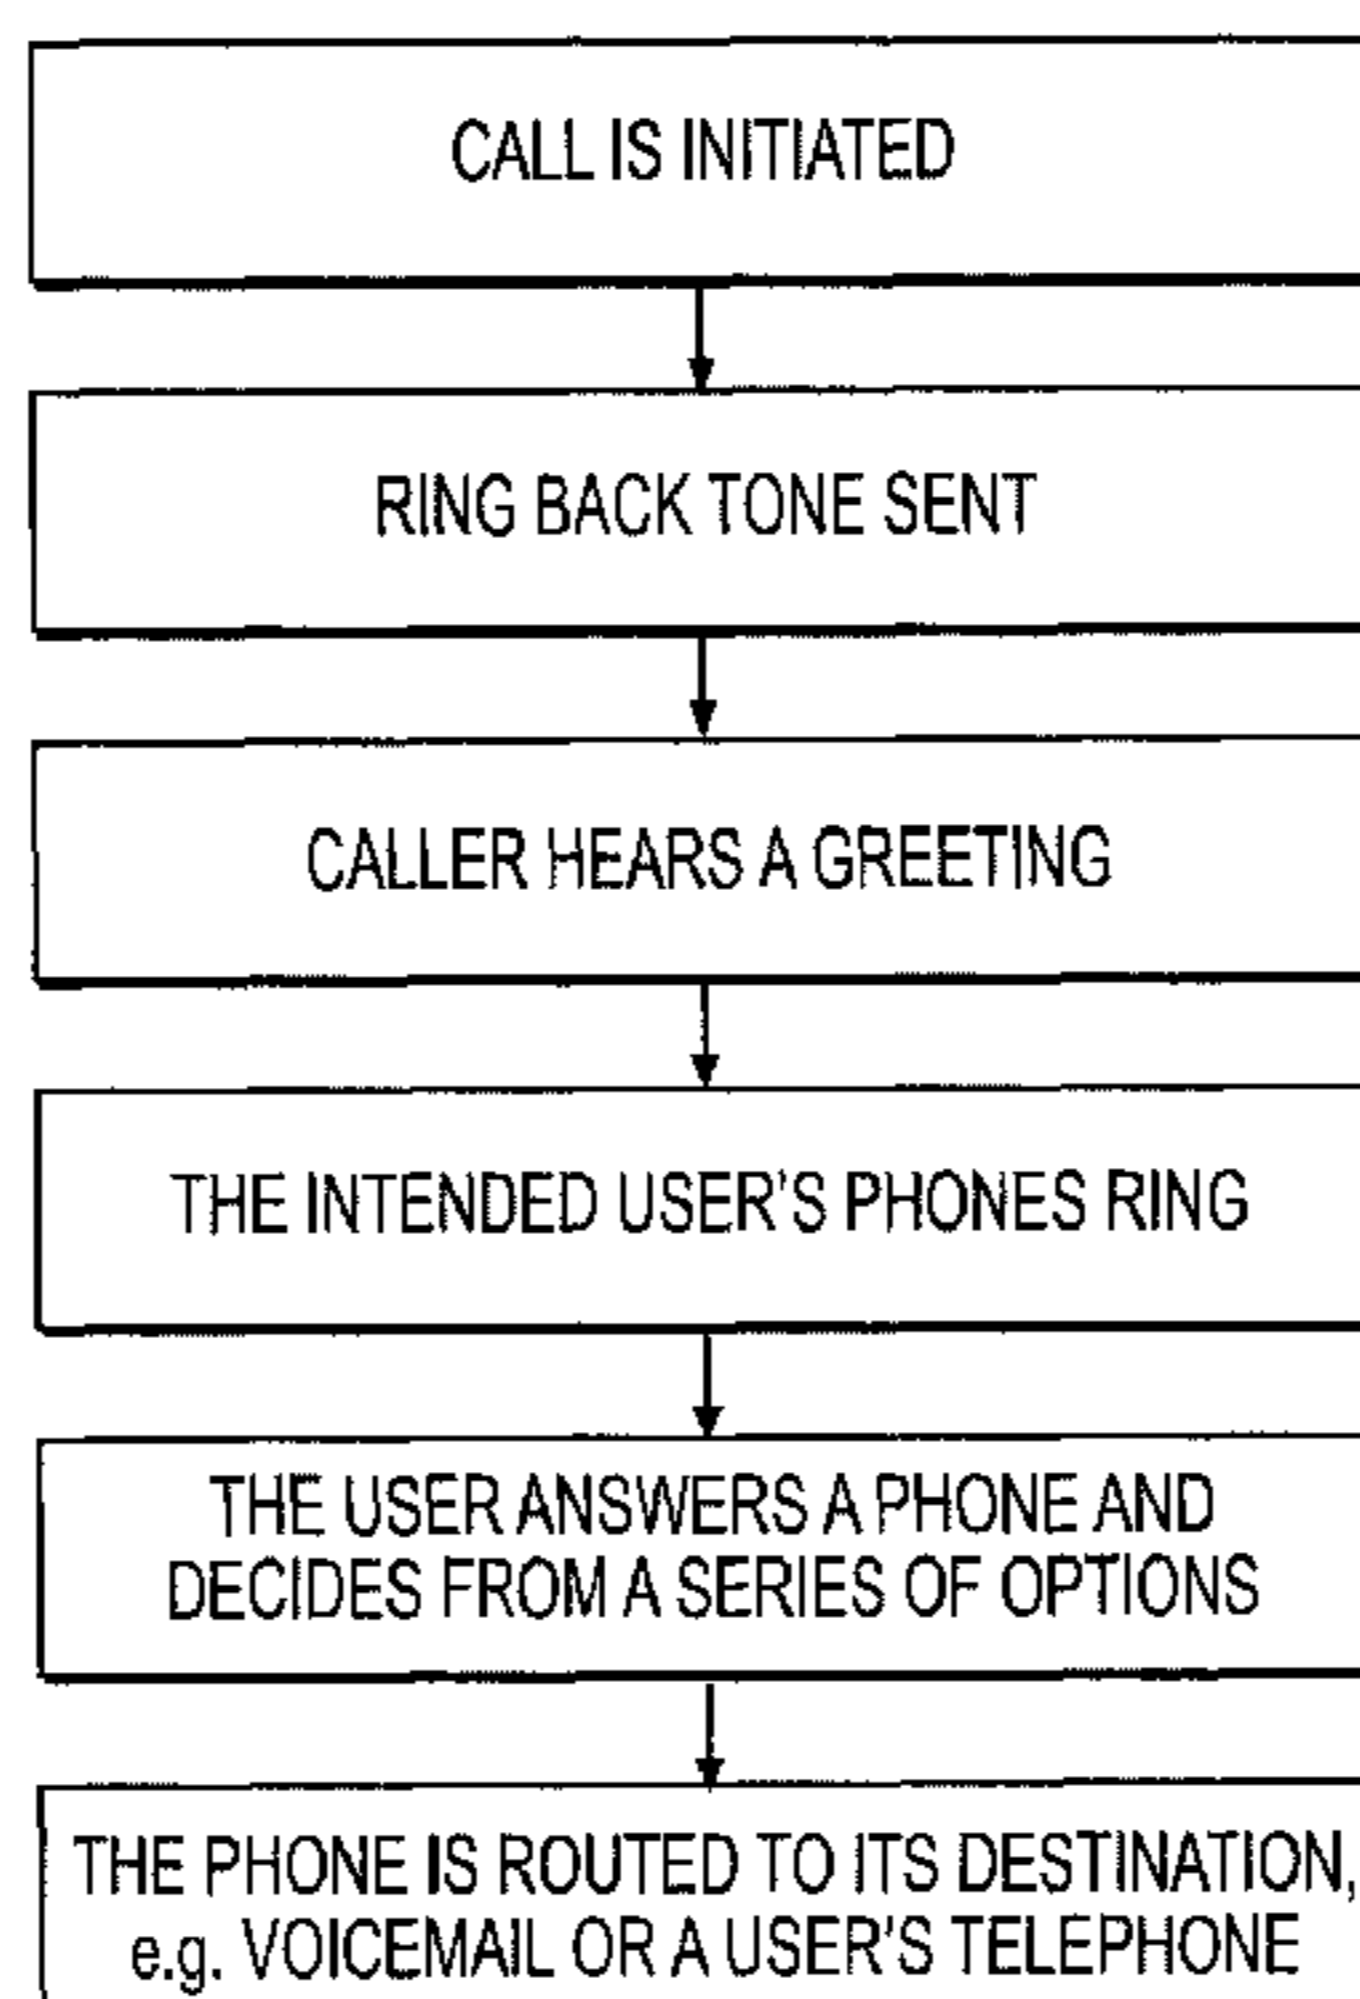 CALL IS INITIATED
RING BACK TONE SENT
CALLER HEARS A GREETING
THE INTENDED USER'S PHONES RING
THE USER ANSWERS A PHONE AND
DECIDES FROM A SERIES OF OPTIONS
THE PHONE IS ROUTED TO ITS DESTINATION,
e.g. VOICEMAIL OR A USER'S TELEPHONE